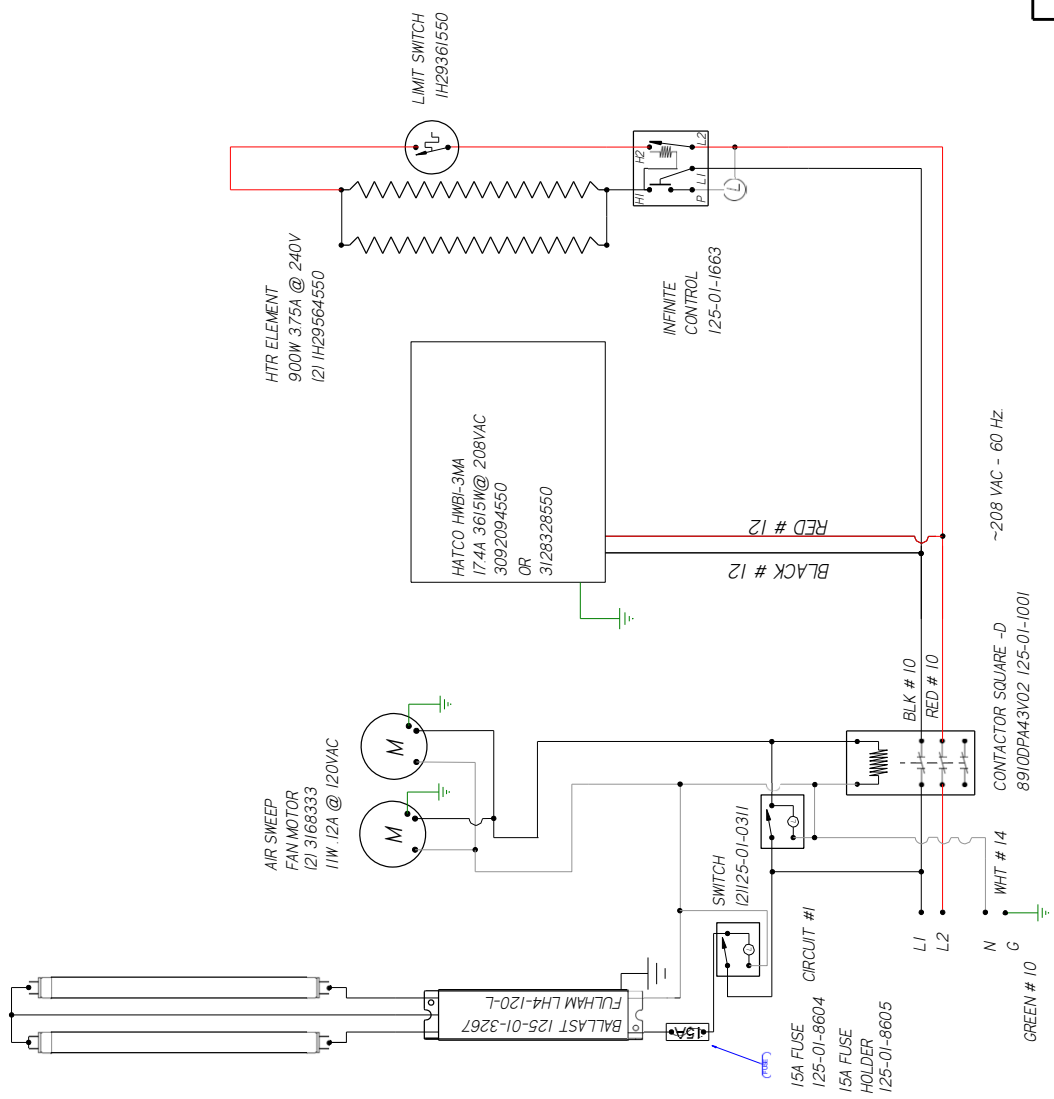 LIMIT SWITCH
1H29361550
HTR ELEMENT
900W 3.75A @ 240V
(2) 1H29564550
H1
H2
P
L1
L2
L
INFINITE
CONTROL
125-01-1663
HATCO HWBI-3MA
17.4A 3615W@ 208VAC
3092094550
OR
3128328550
RED # 12
BLACK # 12
~208 VAC - 60 Hz.
AIR SWEEP
FAN MOTOR
(2) 3168333
11W .12A @ 120VAC
M
M
BLK # 10
RED # 10
CONTACTOR SQUARE -D
8910DPA43V02 125-01-1001
SWITCH
(2)125-01-0311
L1
L2
N
G
WHT # 14
GREEN # 10
CIRCUIT #1
BALLAST 125-01-3267
FULHAM LH4-120-L
15A
FUSE
15A FUSE
125-01-8604
15A FUSE
HOLDER
125-01-8605